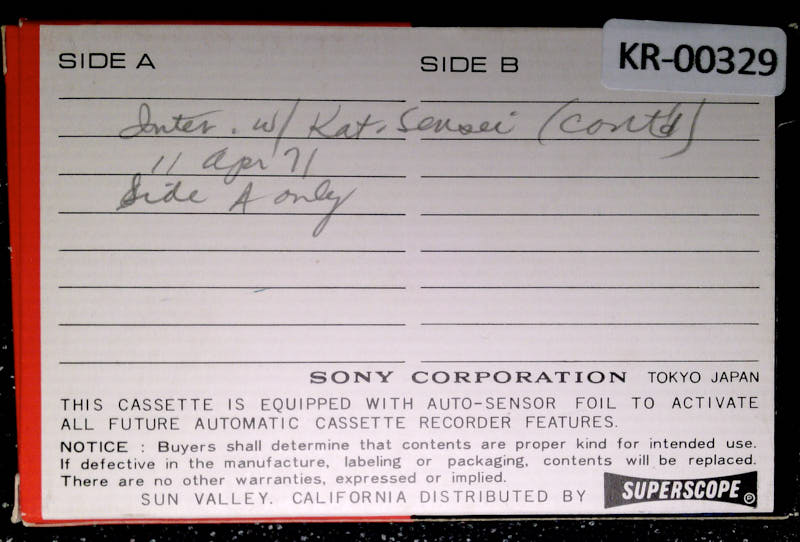 SIDE A
SIDE B
KR-00329
Inter. w/ Kat. Sensei (cont'd)
11 Apr 71
Side A only
SONY CORPORATION TOKYO JAPAN
THIS CASSETTE IS EQUIPPED WITH AUTO-SENSOR FOIL TO ACTIVATE
ALL FUTURE AUTOMATIC CASSETTE RECORDER FEATURES.
NOTICE : Buyers shall determine that contents are proper kind for intended use.
If defective in the manufacture, labeling or packaging, contents will be replaced.
There are no other warranties, expressed or implied.
SUN VALLEY. CALIFORNIA DISTRIBUTED BY SUPERSCOPE ®